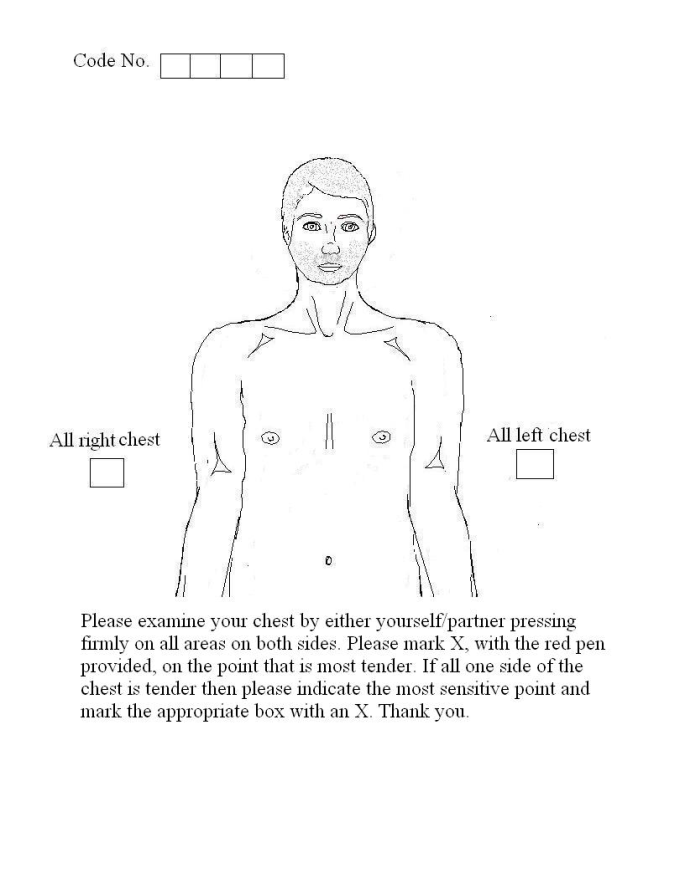 Code No.
All right chest
All left chest
Please examine your chest by either yourself/partner pressing
firmly on all areas on both sides. Please mark X, with the red pen
provided, on the point that is most tender. If all one side of the
chest is tender then please indicate the most sensitive point and
mark the appropriate box with an X. Thank you.